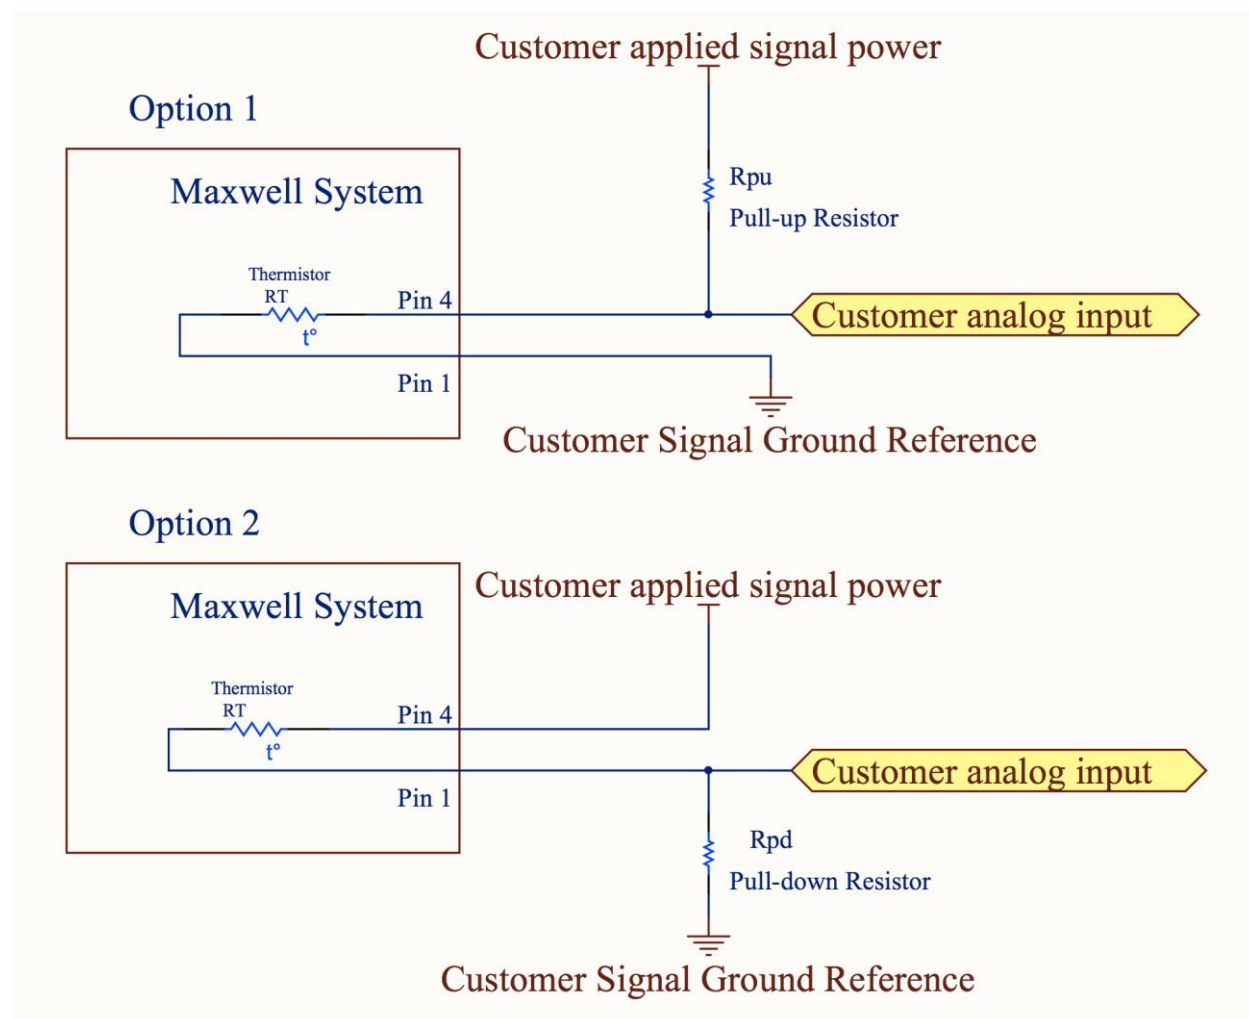 Customer applied signal power
Option 1
Maxwell System
Rpu
Pull-up Resistor
Thermistor
RT
Pin 4
t°
Customer analog input
Pin 1
Customer Signal Ground Reference
Option 2
Customer applied signal power
Maxwell System
Thermistor
RT
Pin 4
t°
Customer analog input
Pin 1
Rpd
Pull-down Resistor
Customer Signal Ground Reference